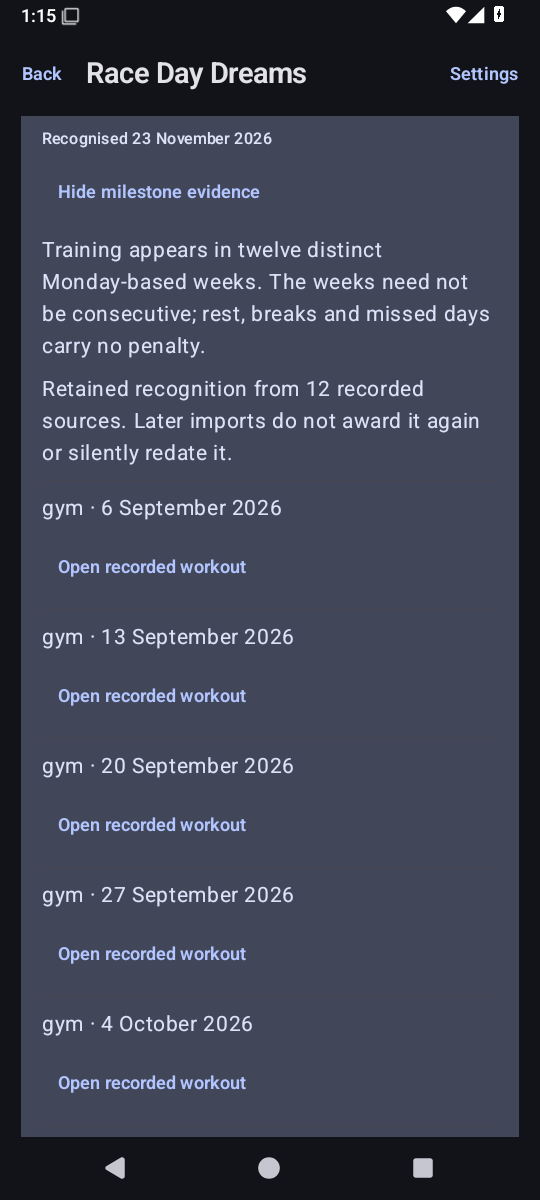 1:15
Back Race Day Dreams Settings
Recognised 23 November 2026
Hide milestone evidence
Training appears in twelve distinct
Monday-based weeks. The weeks need not
be consecutive; rest, breaks and missed days
carry no penalty.
Retained recognition from 12 recorded
sources. Later imports do not award it again
or silently redate it.
gym · 6 September 2026
Open recorded workout
gym · 13 September 2026
Open recorded workout
gym · 20 September 2026
Open recorded workout
gym · 27 September 2026
Open recorded workout
gym · 4 October 2026
Open recorded workout